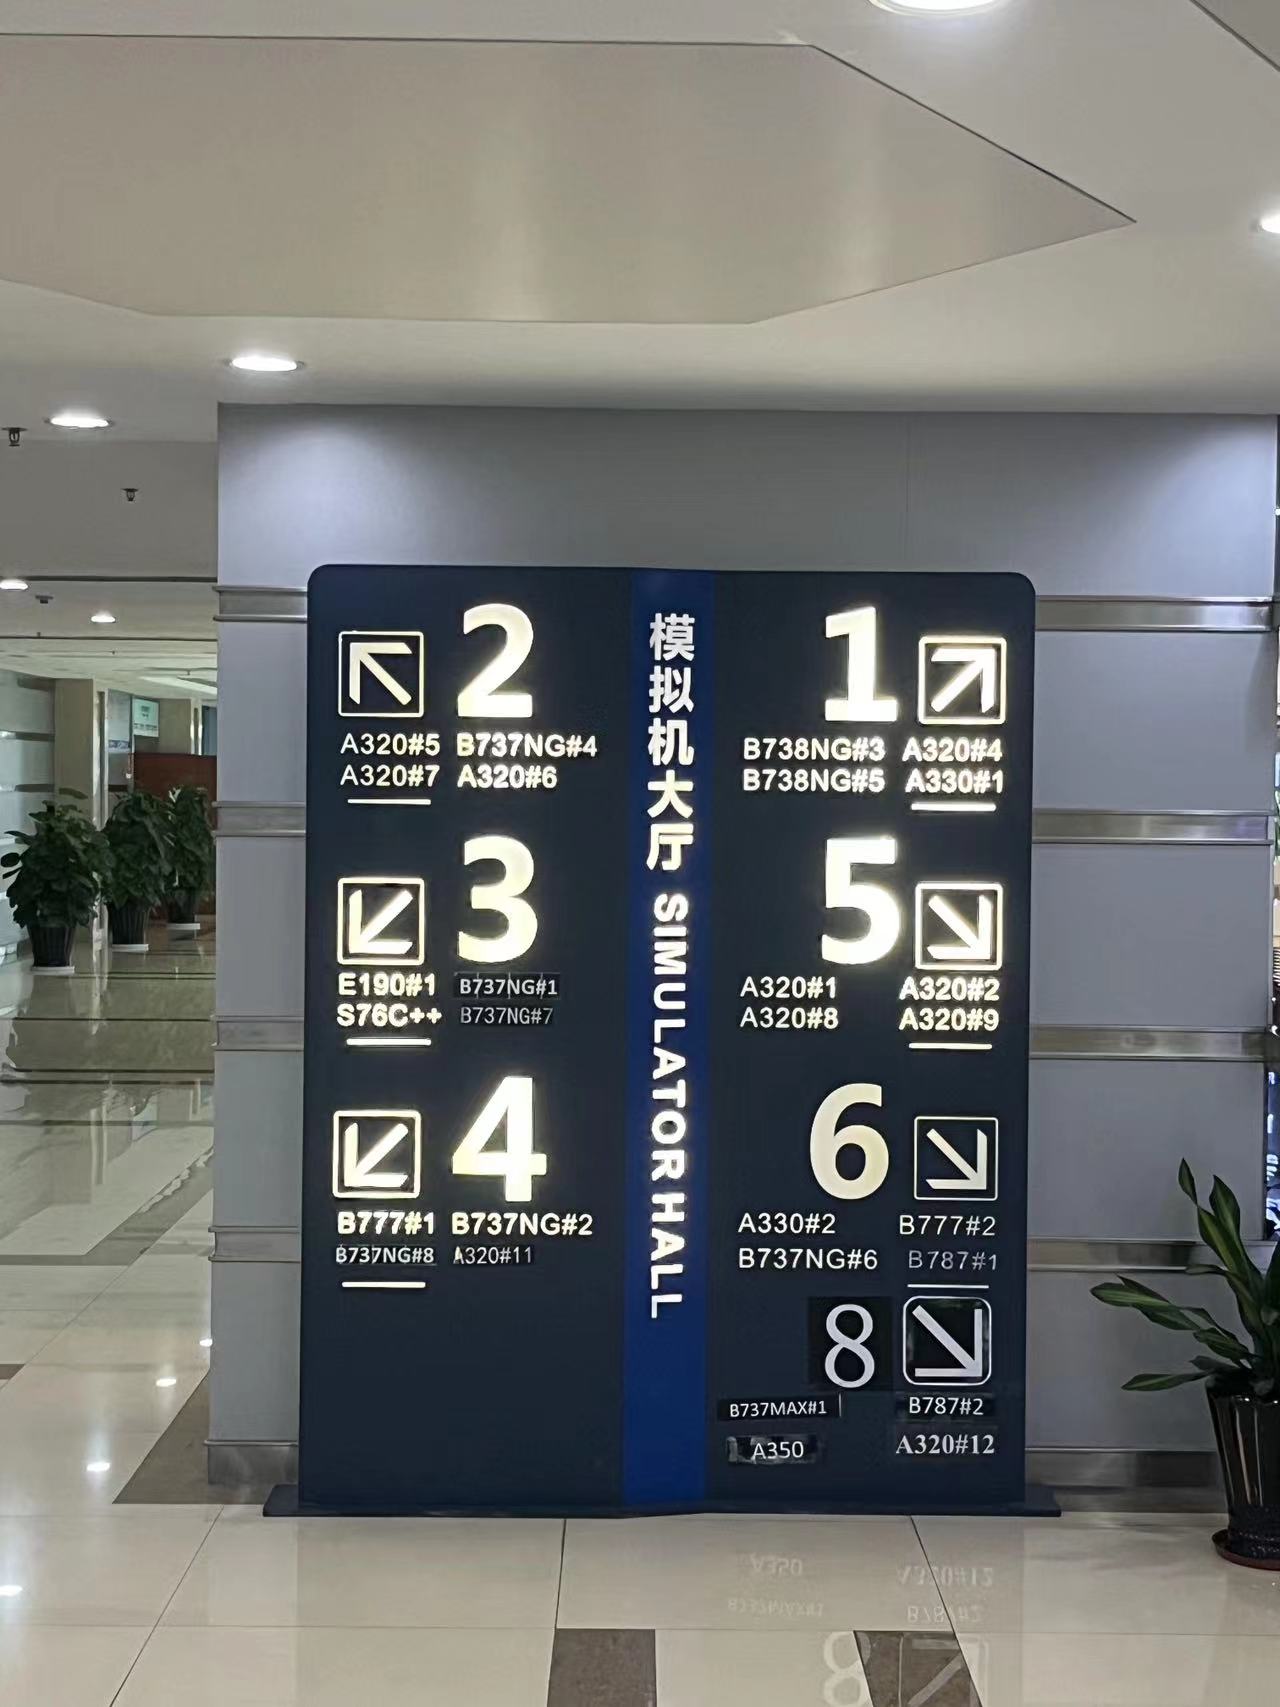 2
A320#5 B737NG#4
A320#7 A320#6
3
E190#1 B737NG#1
S76C++ B737NG#7
4
B777#1 B737NG#2
B737NG#8 A320#11
模拟机大厅 SIMULATOR HALL
1
B738NG#3 A320#4
B738NG#5 A330#1
5
A320#1 A320#2
A320#8 A320#9
6
A330#2 B777#2
B737NG#6 B787#1
8
B737MAX#1 B787#2
A350 A320#12